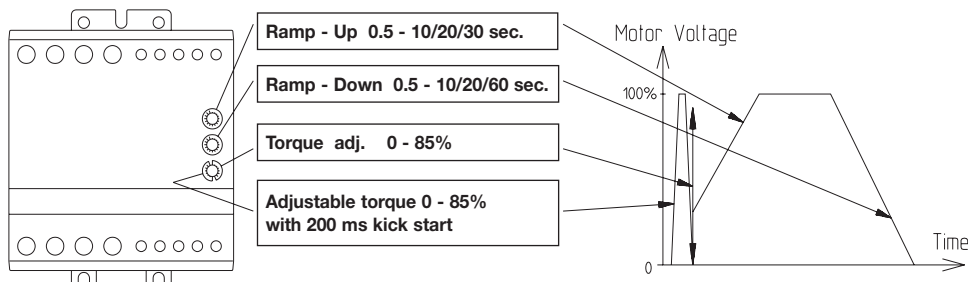 Ramp - Up 0.5 - 10/20/30 sec.
Ramp - Down 0.5 - 10/20/60 sec.
Torque adj. 0 - 85%
Adjustable torque 0 - 85%
with 200 ms kick start
Motor Voltage
100%
0
Time